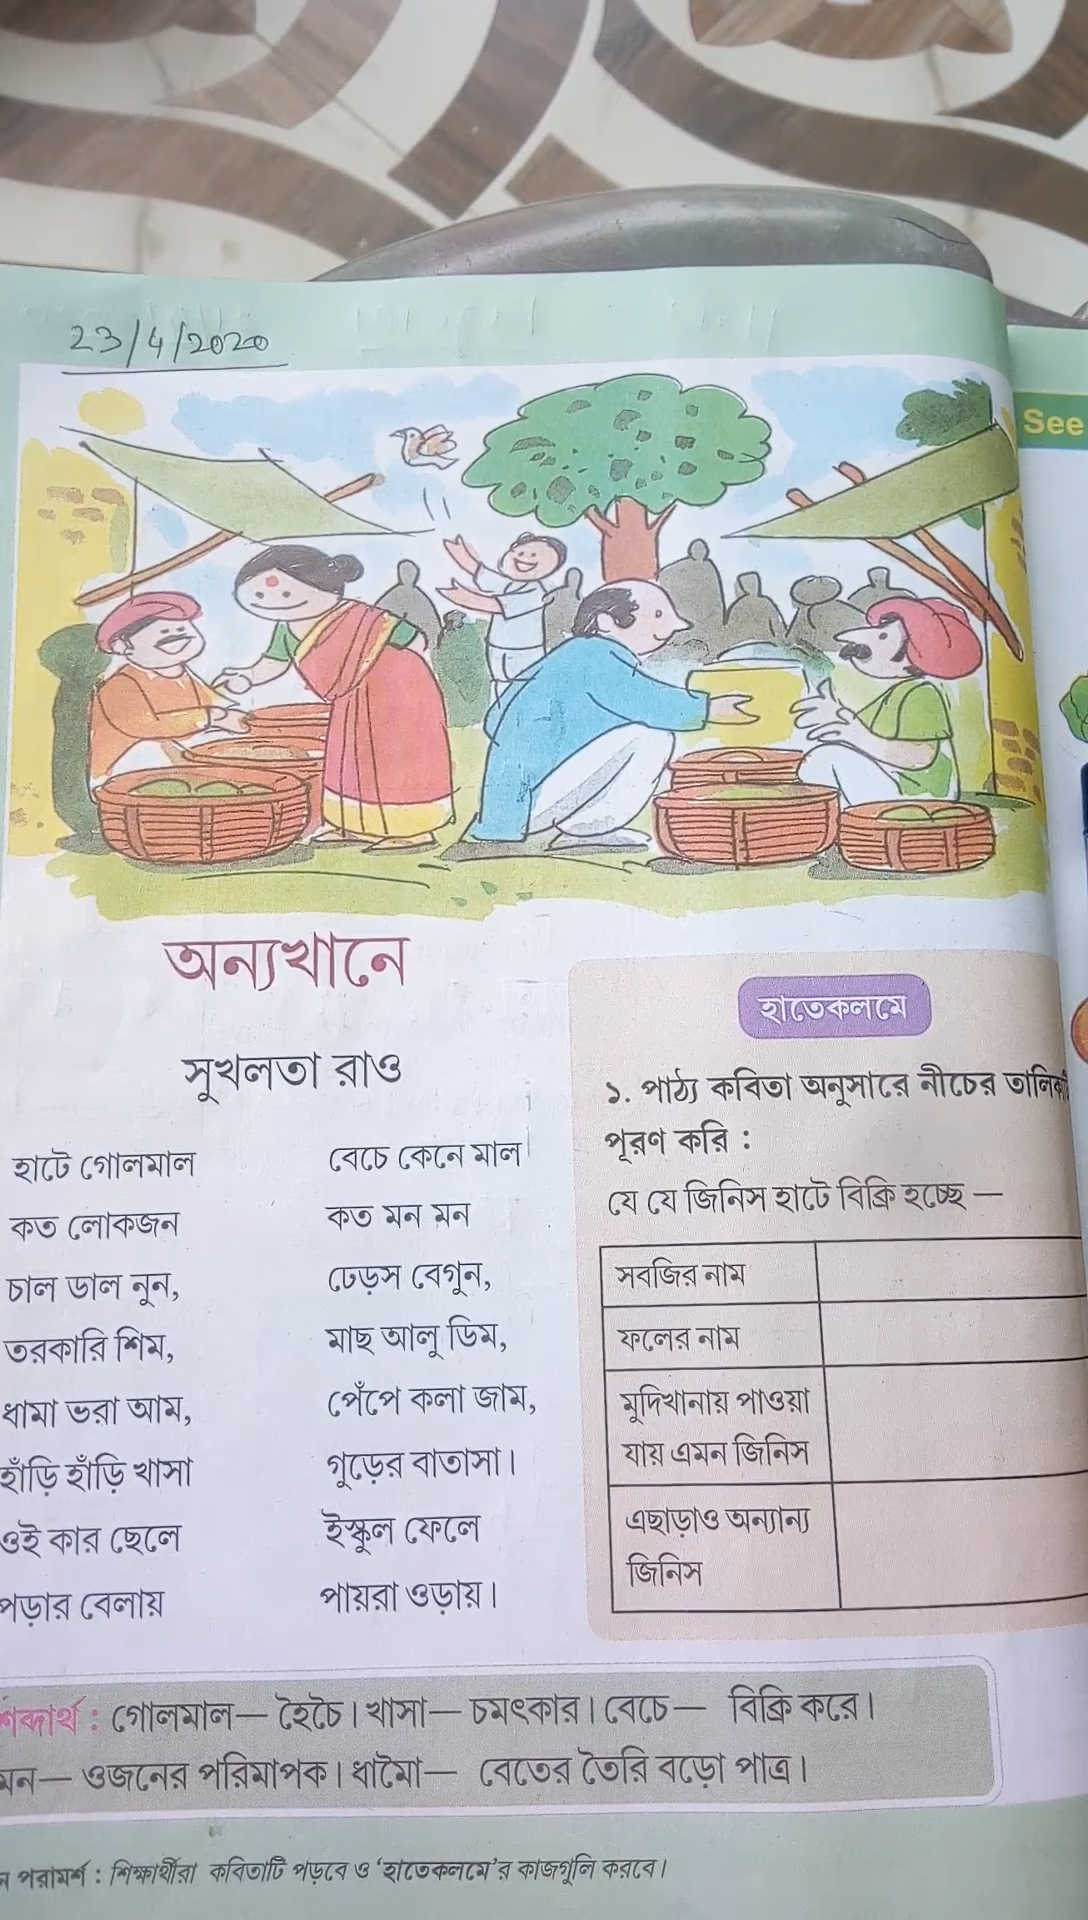 23/4/2020
See
অন্যখানে
সুখলতা রাও
হাটে গোলমাল বেচে কেনে মাল
কত লোকজন কত মন মন
চাল ডাল নুন, ঢেড়স বেগুন,
তরকারি শিম, মাছ আলু ডিম,
ধামা ভরা আম, পেঁপে কলা জাম,
হাঁড়ি হাঁড়ি খাসা গুড়ের বাতাসা।
ওই কার ছেলে ইস্কুল ফেলে
পড়ার বেলায় পায়রা ওড়ায়।
হাতেকলমে
১. পাঠ্য কবিতা অনুসারে নীচের
পূরণ করি :
যে যে জিনিস হাটে বিক্রি হচ্ছে —
সবজির নাম
ফলের নাম
মুদিখানায় পাওয়া
যায় এমন জিনিস
এছাড়াও অন্যান্য
জিনিস
শব্দার্থ : গোলমাল— হৈচৈ। খাসা— চমৎকার। বেচে— বিক্রি করে।
মন— ওজনের পরিমাপক। ধামৈা— বেতের তৈরি বড়ো পাত্র।
পরামর্শ : শিক্ষার্থীরা কবিতাটি পড়বে ও ‘হাতেকলমে’র কাজগুলি করবে।